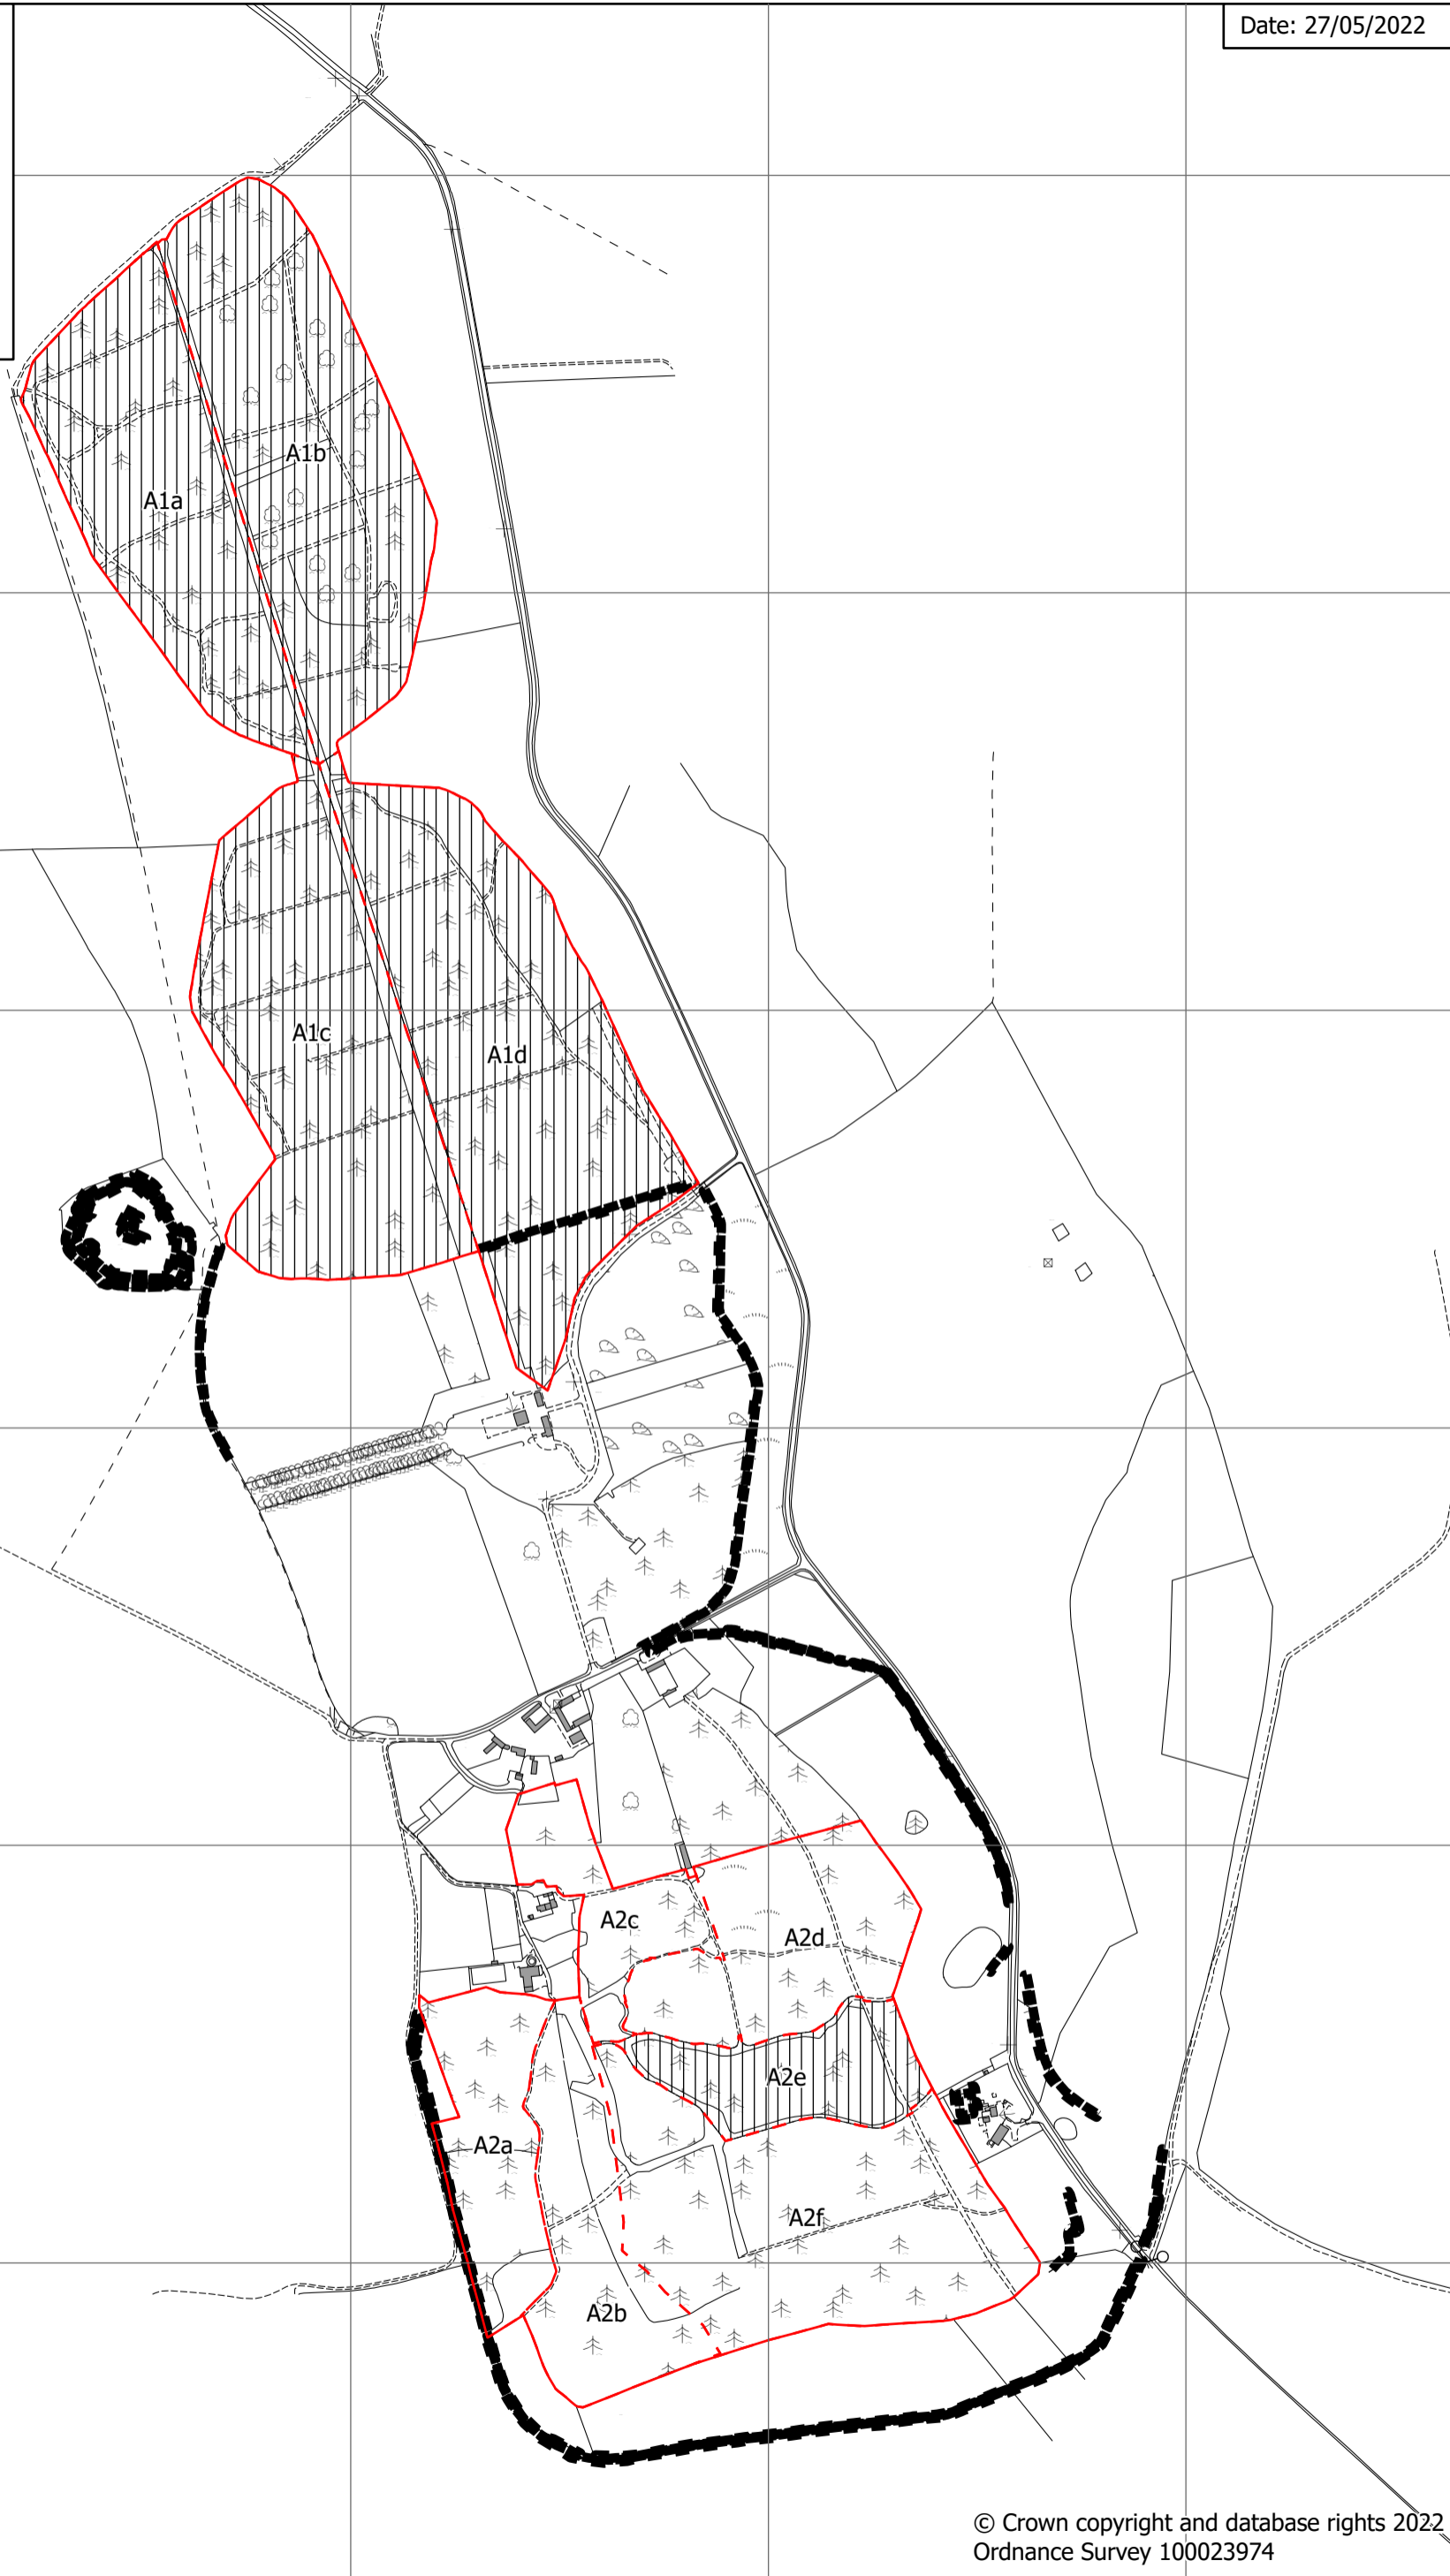 Date: 27/05/2022
A1b
A1a
A1c
A1d
A2c
A2d
A2e
A2a
A2f
A2b
© Crown copyright and database rights 2022
Ordnance Survey 100023974